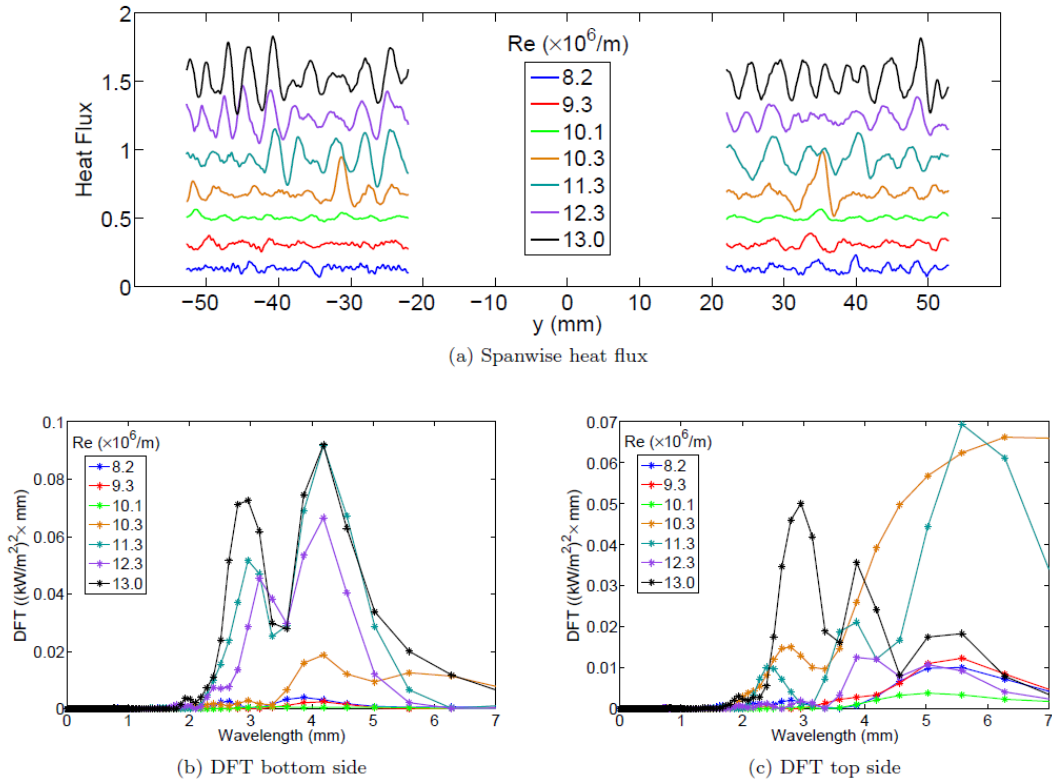 2
1.5
1
0.5
0
Heat Flux
Re (×10⁶/m)
8.2
9.3
10.1
10.3
11.3
12.3
13.0
−50 −40 −30 −20 −10 0 10 20 30 40 50
y (mm)
(a) Spanwise heat flux
0.1
0.08
0.06
0.04
0.02
0
DFT ((kW/m²)²× mm)
Re (×10⁶/m)
8.2
9.3
10.1
10.3
11.3
12.3
13.0
0 1 2 3 4 5 6 7
Wavelength (mm)
(b) DFT bottom side
0.07
0.06
0.05
0.04
0.03
0.02
0.01
0
DFT ((kW/m²)²× mm)
Re (×10⁶/m)
8.2
9.3
10.1
10.3
11.3
12.3
13.0
0 1 2 3 4 5 6 7
Wavelength (mm)
(c) DFT top side